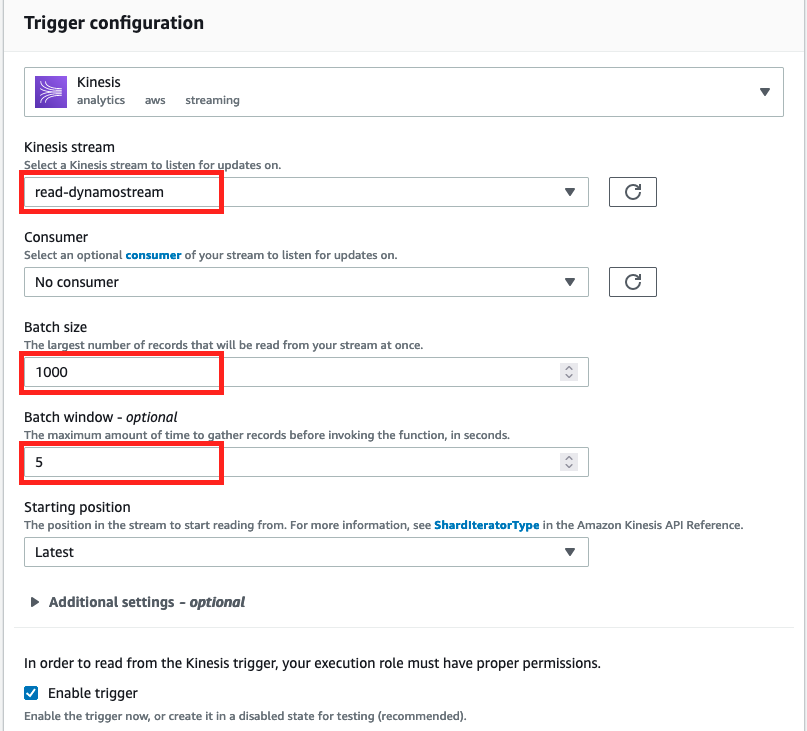 Trigger configuration
Kinesis
analytics aws streaming
Kinesis stream
Select a Kinesis stream to listen for updates on.
read-dynamostream
Consumer
Select an optional consumer of your stream to listen for updates on.
No consumer
Batch size
The largest number of records that will be read from your stream at once.
1000
Batch window - optional
The maximum amount of time to gather records before invoking the function, in seconds.
5
Starting position
The position in the stream to start reading from. For more information, see ShardIteratorType in the Amazon Kinesis API Reference.
Latest
Additional settings - optional
In order to read from the Kinesis trigger, your execution role must have proper permissions.
Enable trigger
Enable the trigger now, or create it in a disabled state for testing (recommended).